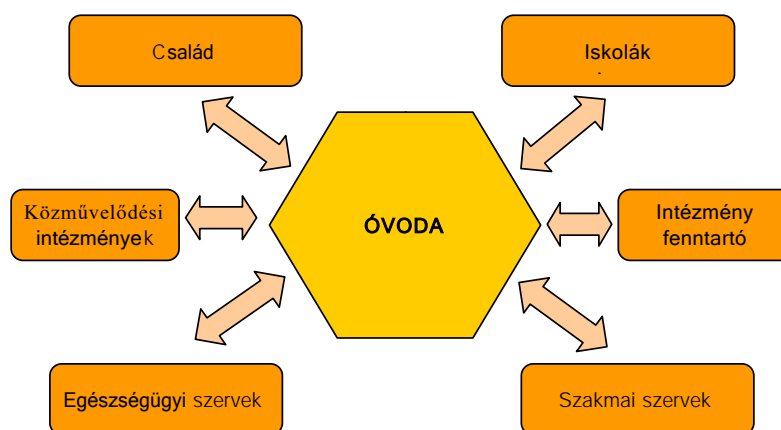 Család
Iskolák
Közművelődési
intézmények
ÓVODA
Intézmény
fenntartó
Egészségügyi szervek
Szakmai szervek